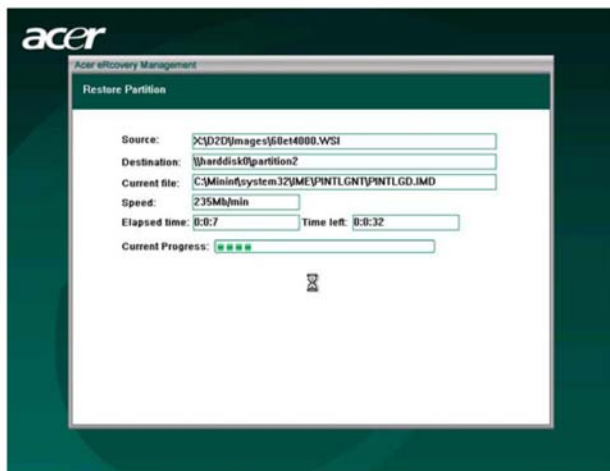 acer
Acer eRcovery Management
Restore Partition
Source: X:\D2D\Images\60et4000.WSI
Destination: \\harddisk0\partition2
Current file: C:\Mininf\system32\IME\PINTLGNT\PINTLGD.IMD
Speed: 235Mb/min
Elapsed time: 0:0:7 Time left: 0:0:32
Current Progress: